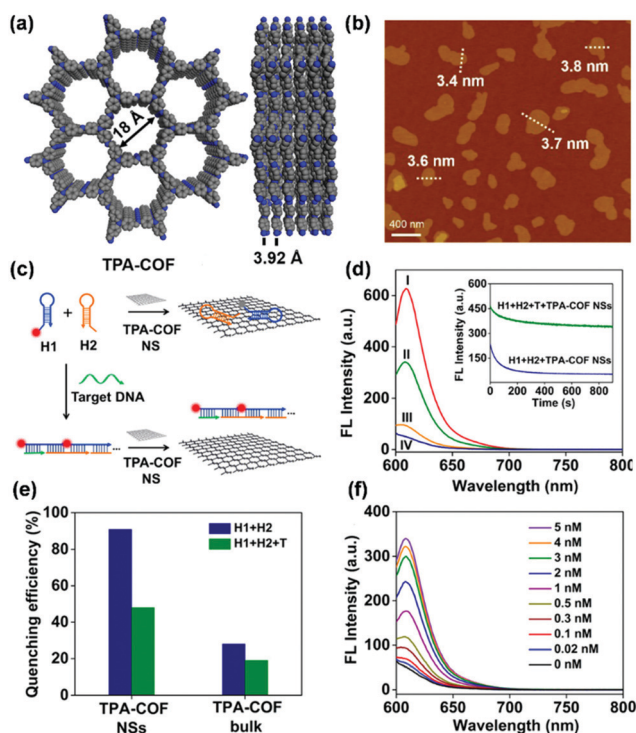 (a)
18 Å
TPA-COF
3.92 Å
(b)
3.4 nm
3.8 nm
3.7 nm
3.6 nm
400 nm
(c)
H1
+
H2
TPA-COF
NS
Target DNA
...
...
TPA-COF
NS
(d)
FL Intensity (a.u.)
600
400
200
0
I
II
III
IV
600 650 700 750 800
Wavelength (nm)
FL Intensity (a.u.)
600
450
300
150
H1+H2+T+TPA-COF NSs
H1+H2+TPA-COF NSs
0 200 400 600 800
Time (s)
(e)
Quenching efficiency (%)
100
80
60
40
20
0
H1+H2
H1+H2+T
TPA-COF
NSs
TPA-COF
bulk
(f)
FL Intensity (a.u.)
400
300
200
100
0
5 nM
4 nM
3 nM
2 nM
1 nM
0.5 nM
0.3 nM
0.1 nM
0.02 nM
0 nM
600 650 700 750 800
Wavelength (nm)